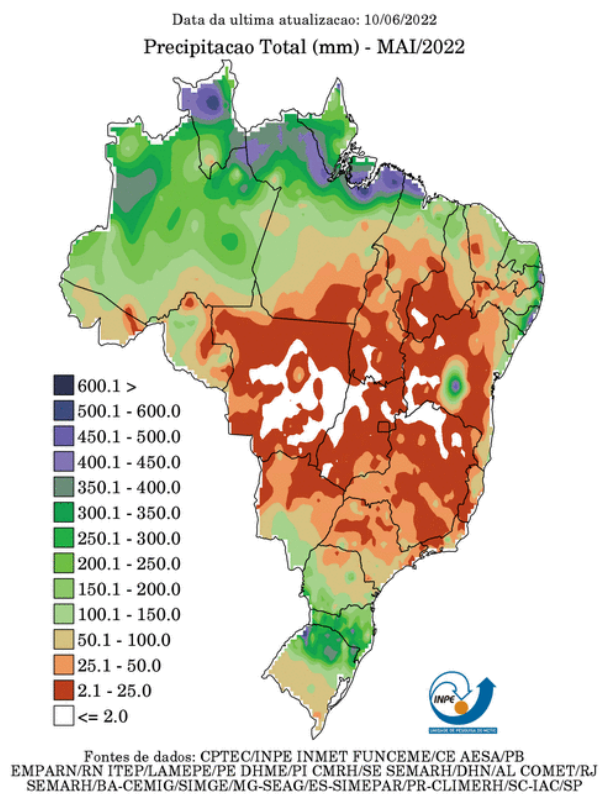 Data da ultima atualizacao: 10/06/2022
Precipitacao Total (mm) - MAI/2022
600.1 >
500.1 - 600.0
450.1 - 500.0
400.1 - 450.0
350.1 - 400.0
300.1 - 350.0
250.1 - 300.0
200.1 - 250.0
150.1 - 200.0
100.1 - 150.0
50.1 - 100.0
25.1 - 50.0
2.1 - 25.0
<= 2.0
INPE
Fontes de dados: CPTEC/INPE INMET FUNCEME/CE AESA/PB
EMPARN/RN ITEP/LAMEPE/PE DHME/PI CMRH/SE SEMARH/DHN/AL COMET/RJ
SEMARH/BA-CEMIG/SIMGE/MG-SEAG/ES-SIMEPAR/PR-CLIMERH/SC-IAC/SP